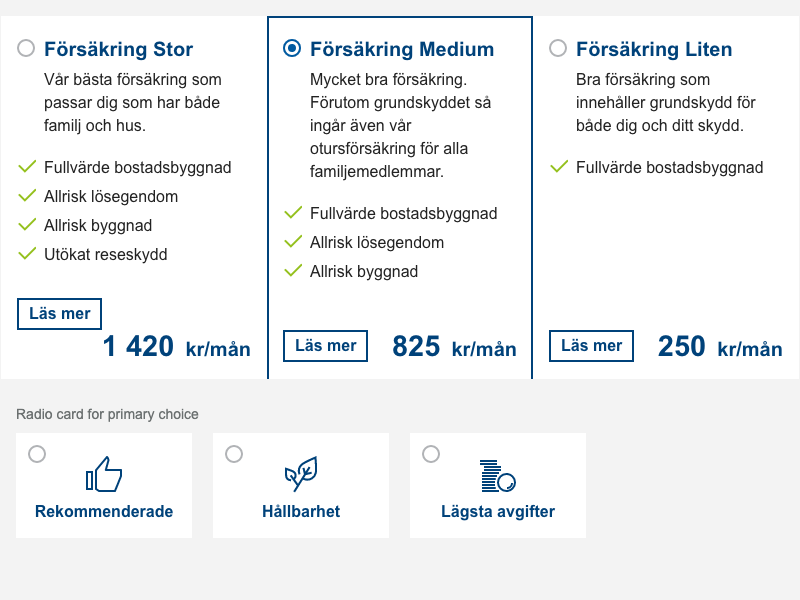 Försäkring Stor
Vår bästa försäkring som
passar dig som har både
familj och hus.
Fullvärde bostadsbyggnad
Allrisk lösegendom
Allrisk byggnad
Utökat reseskydd
Läs mer
1 420 kr/mån
Försäkring Medium
Mycket bra försäkring.
Förutom grundskyddet så
ingår även vår
otursförsäkring för alla
familjemedlemmar.
Fullvärde bostadsbyggnad
Allrisk lösegendom
Allrisk byggnad
Läs mer
825 kr/mån
Försäkring Liten
Bra försäkring som
innehåller grundskydd för
både dig och ditt skydd.
Fullvärde bostadsbyggnad
Läs mer
250 kr/mån
Radio card for primary choice
Rekommenderade
Hållbarhet
Lägsta avgifter